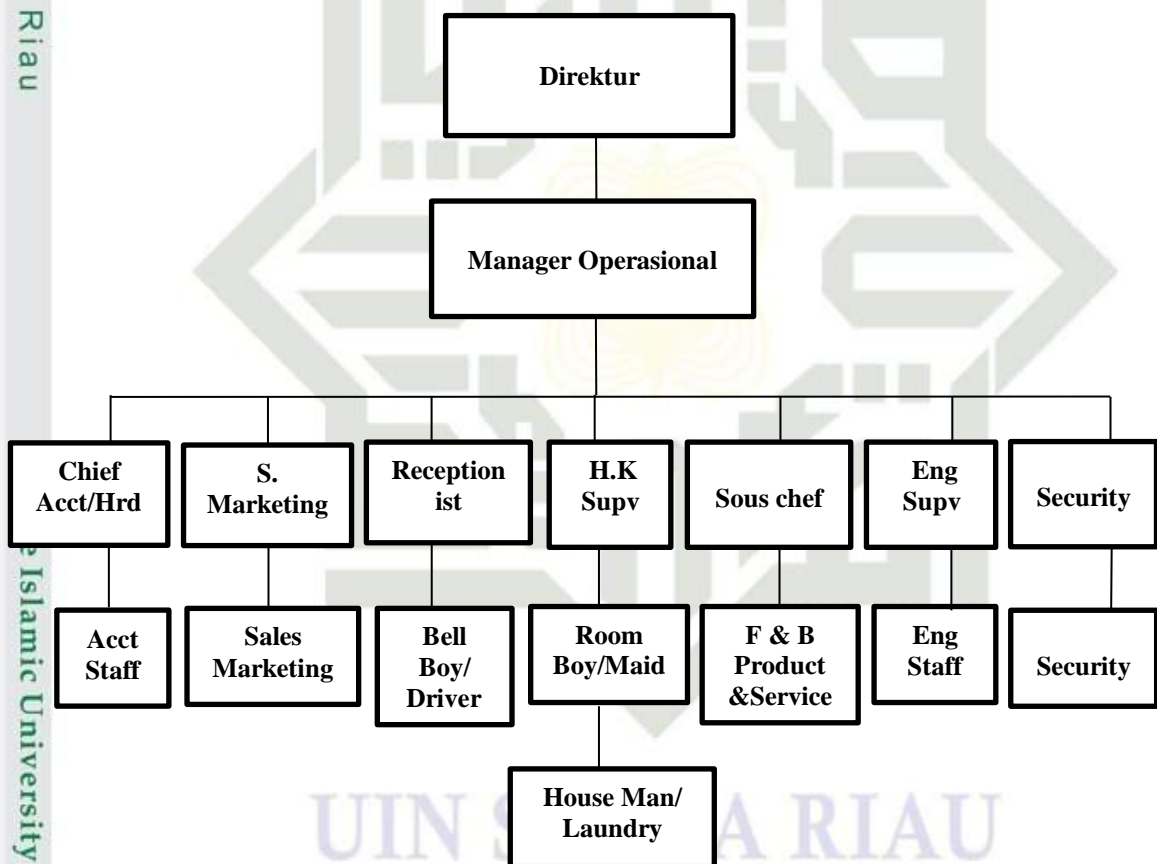 Riau
Direktur
Manager Operasional
Chief
Acct/Hrd
S.
Marketing
Reception
ist
H.K
Supv
Sous chef
Eng
Supv
Security
Acct
Staff
Sales
Marketing
Bell
Boy/
Driver
Room
Boy/Maid
F & B
Product
&Service
Eng
Staff
Security
House Man/
Laundry
Islamic University
UIN S A RIAU